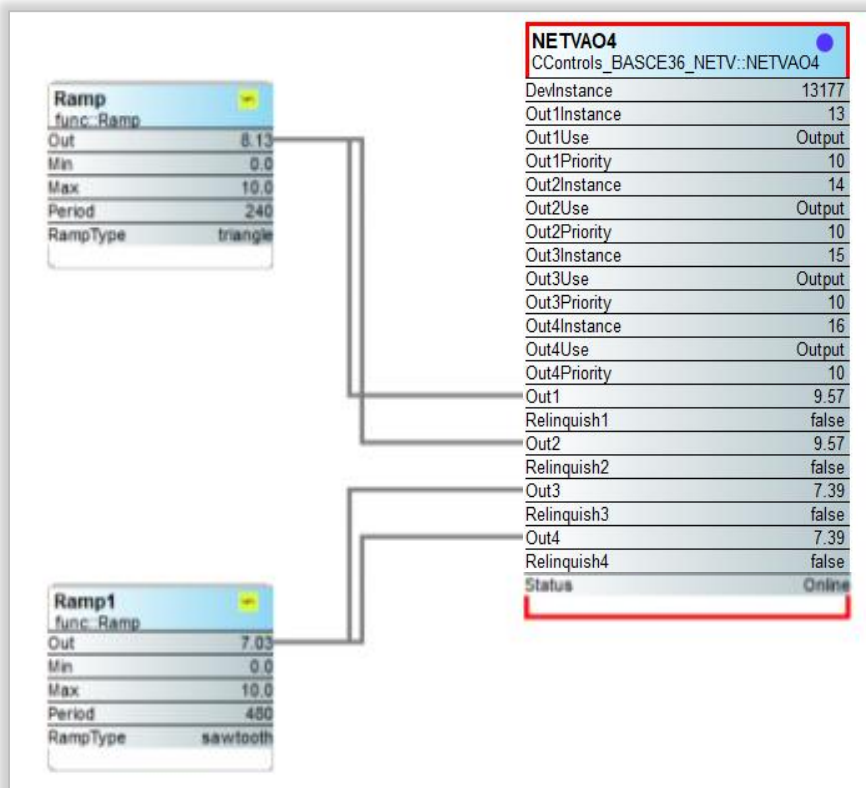 Ramp
func::Ramp
Out 8.13
Min 0.0
Max 10.0
Period 240
RampType triangle
NETVAO4
CControls_BASCE36_NETV::NETVAO4
DevInstance 13177
Out1Instance 13
Out1Use Output
Out1Priority 10
Out2Instance 14
Out2Use Output
Out2Priority 10
Out3Instance 15
Out3Use Output
Out3Priority 10
Out4Instance 16
Out4Use Output
Out4Priority 10
Out1 9.57
Relinquish1 false
Out2 9.57
Relinquish2 false
Out3 7.39
Relinquish3 false
Out4 7.39
Relinquish4 false
Status Online
Ramp1
func::Ramp
Out 7.03
Min 0.0
Max 10.0
Period 480
RampType sawtooth